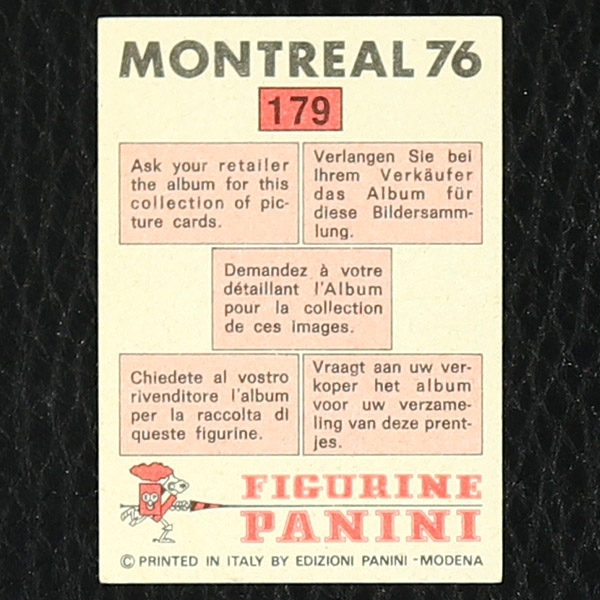 MONTREAL 76
179
Ask your retailer
the album for this
collection of pic-
ture cards.
Verlangen Sie bei
Ihrem Verkäufer
das Album für
diese Bildersamm-
lung.
Demandez à votre
détaillant l'Album
pour la collection
de ces images.
Chiedete al vostro
rivenditore l'album
per la raccolta di
queste figurine.
Vraagt aan uw ver-
koper het album
voor uw verzame-
ling van deze prent-
jes.
FIGURINE
PANINI
© PRINTED IN ITALY BY EDIZIONI PANINI - MODENA